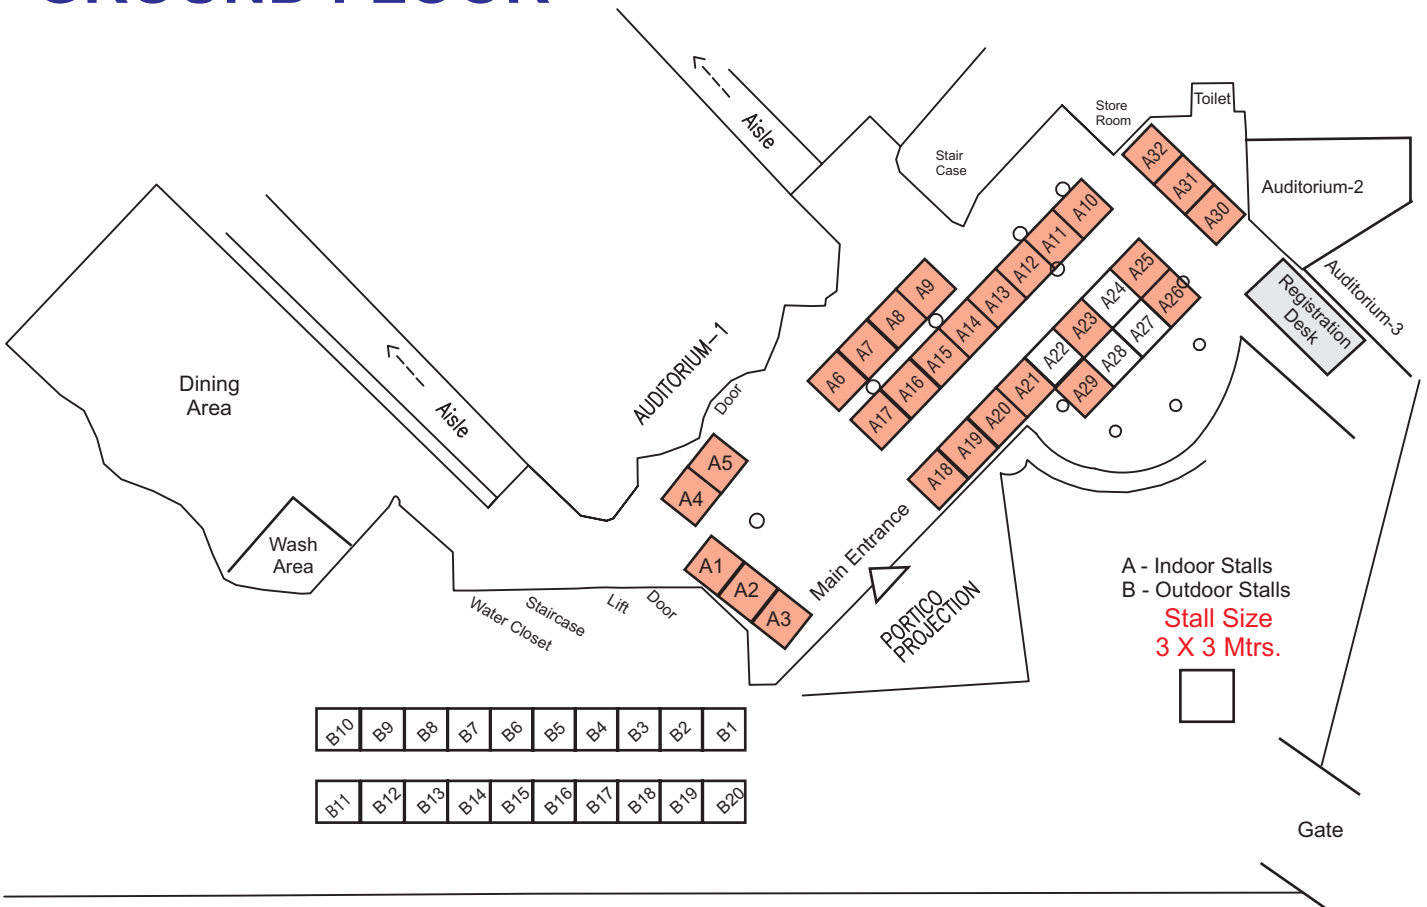 GROUND FLOOR
Aisle
Stair
Case
Store
Room
Toilet
Auditorium-2
Auditorium-3
Registration
Desk
A32
A31
A30
A10
A11
A12
A13
A14
A15
A16
A17
A9
A8
A7
A6
A25
A26
A24
A27
A23
A28
A22
A29
A21
A20
A19
A18
AUDITORIUM-1
Door
Dining
Area
Aisle
A5
A4
Wash
Area
A1
A2
A3
Main Entrance
PORTICO
PROJECTION
Water Closet
Staircase
Lift
Door
A - Indoor Stalls
B - Outdoor Stalls
Stall Size
3 X 3 Mtrs.
B10 B9 B8 B7 B6 B5 B4 B3 B2 B1
B11 B12 B13 B14 B15 B16 B17 B18 B19 B20
Gate